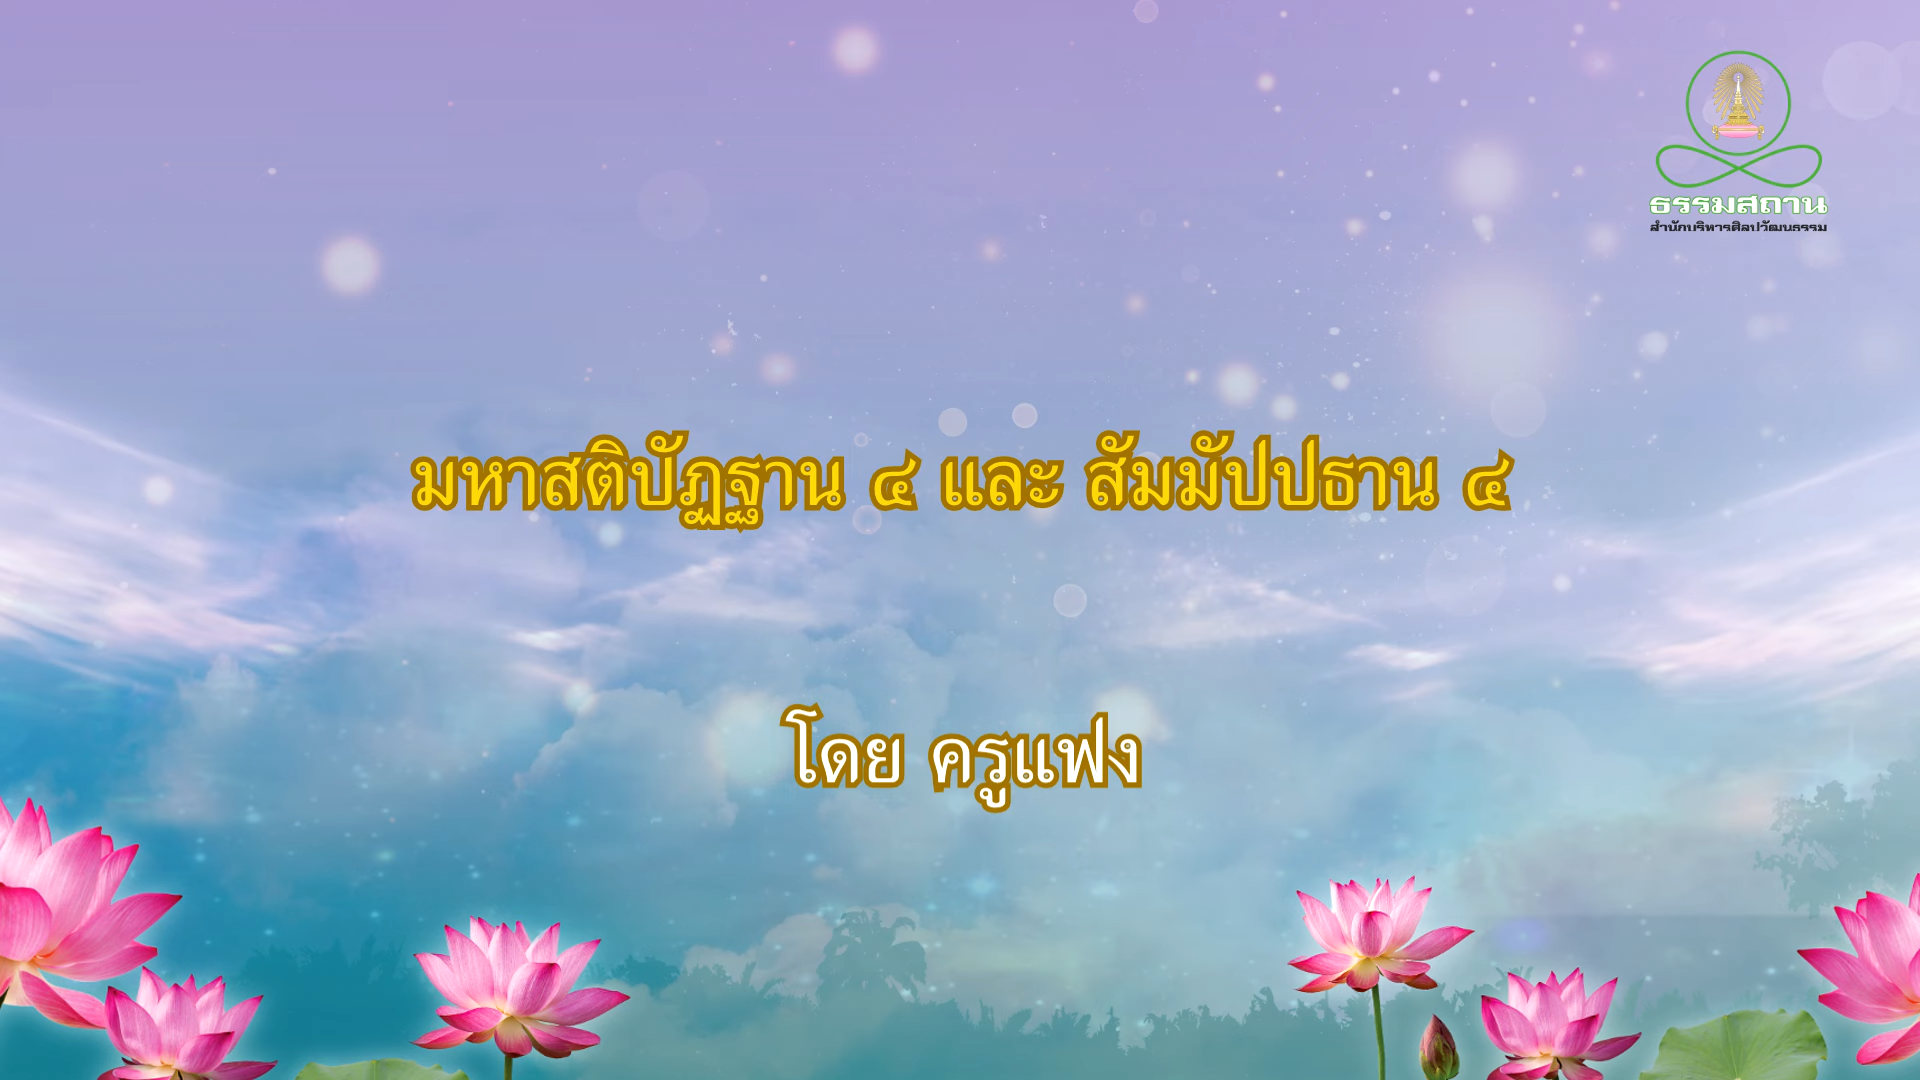 ธรรมสถาน
สำนักบริหารศิลปวัฒนธรรม
มหาสติปัฏฐาน ๔ และ สัมมัปปธาน ๔
โดย ครูแฟง